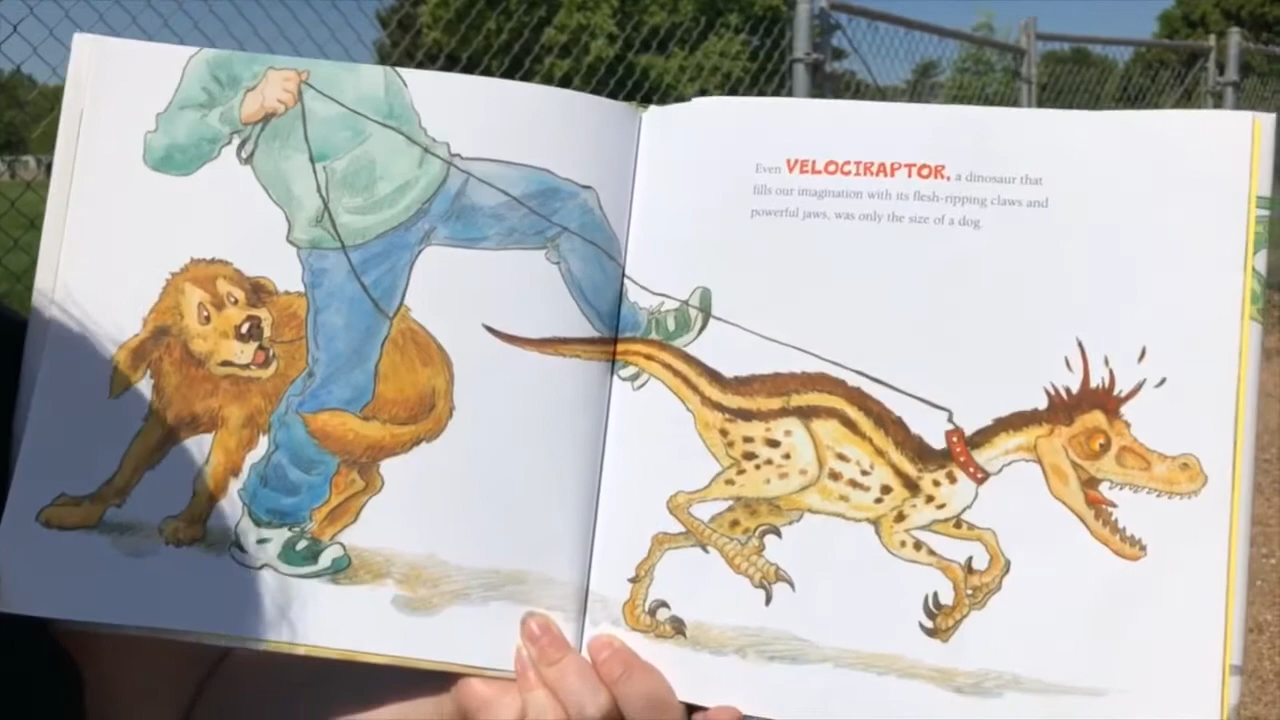 Even VELOCIRAPTOR, a dinosaur that
fills our imagination with its flesh-ripping claws and
powerful jaws, was only the size of a dog.